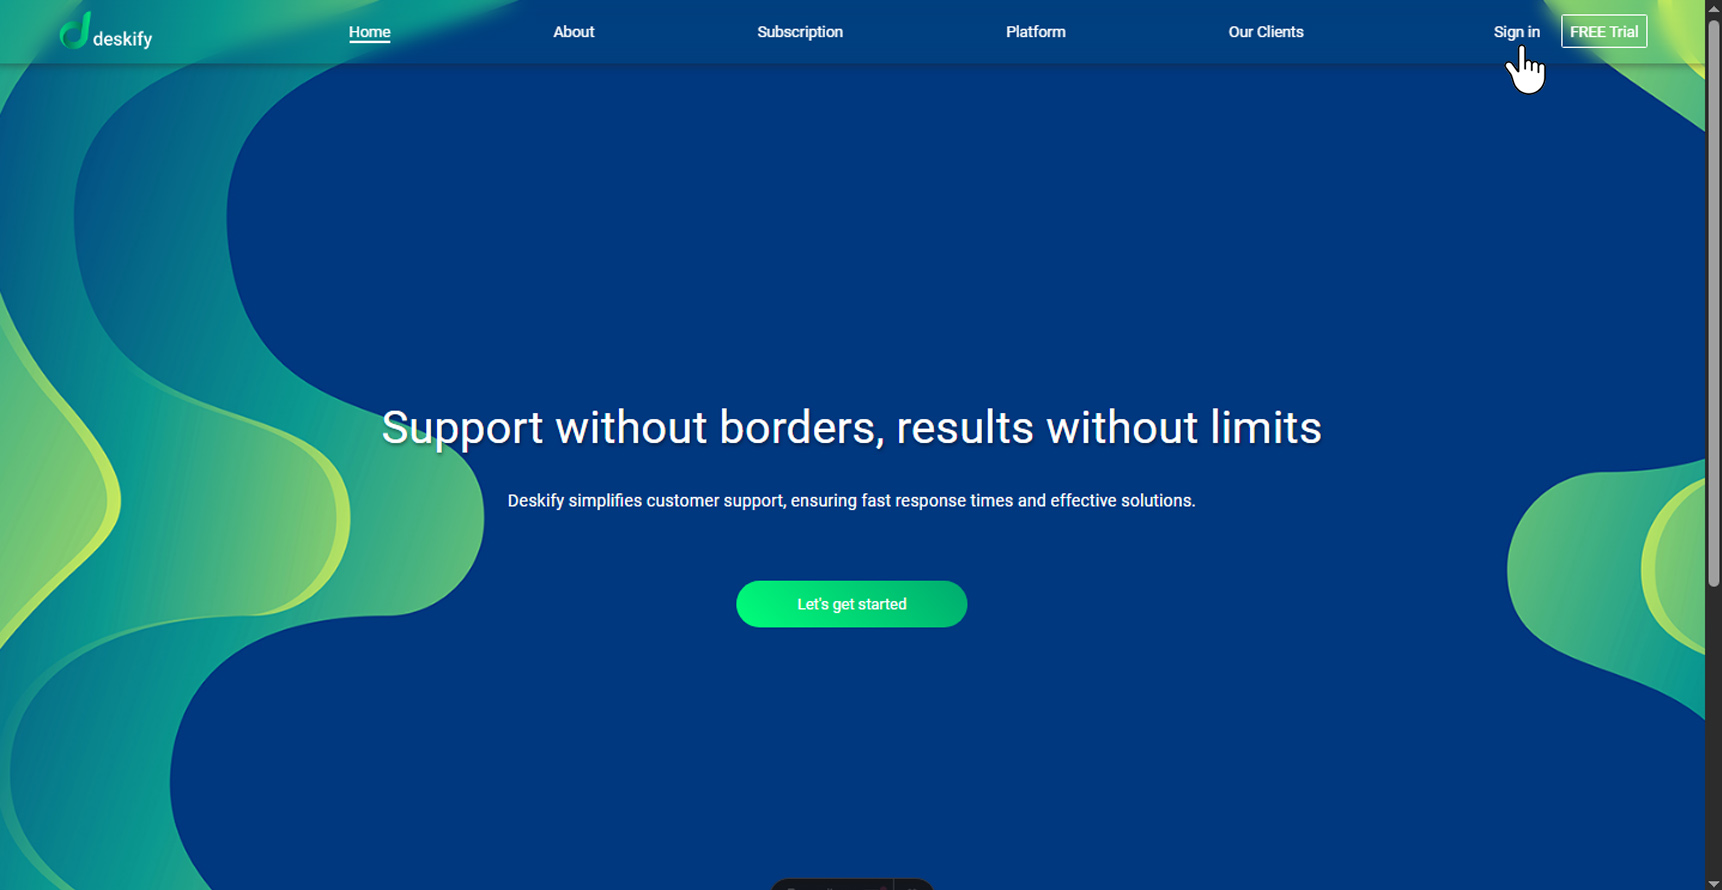 deskify
Home
About
Subscription
Platform
Our Clients
Sign in
FREE Trial
Support without borders, results without limits
Deskify simplifies customer support, ensuring fast response times and effective solutions.
Let's get started